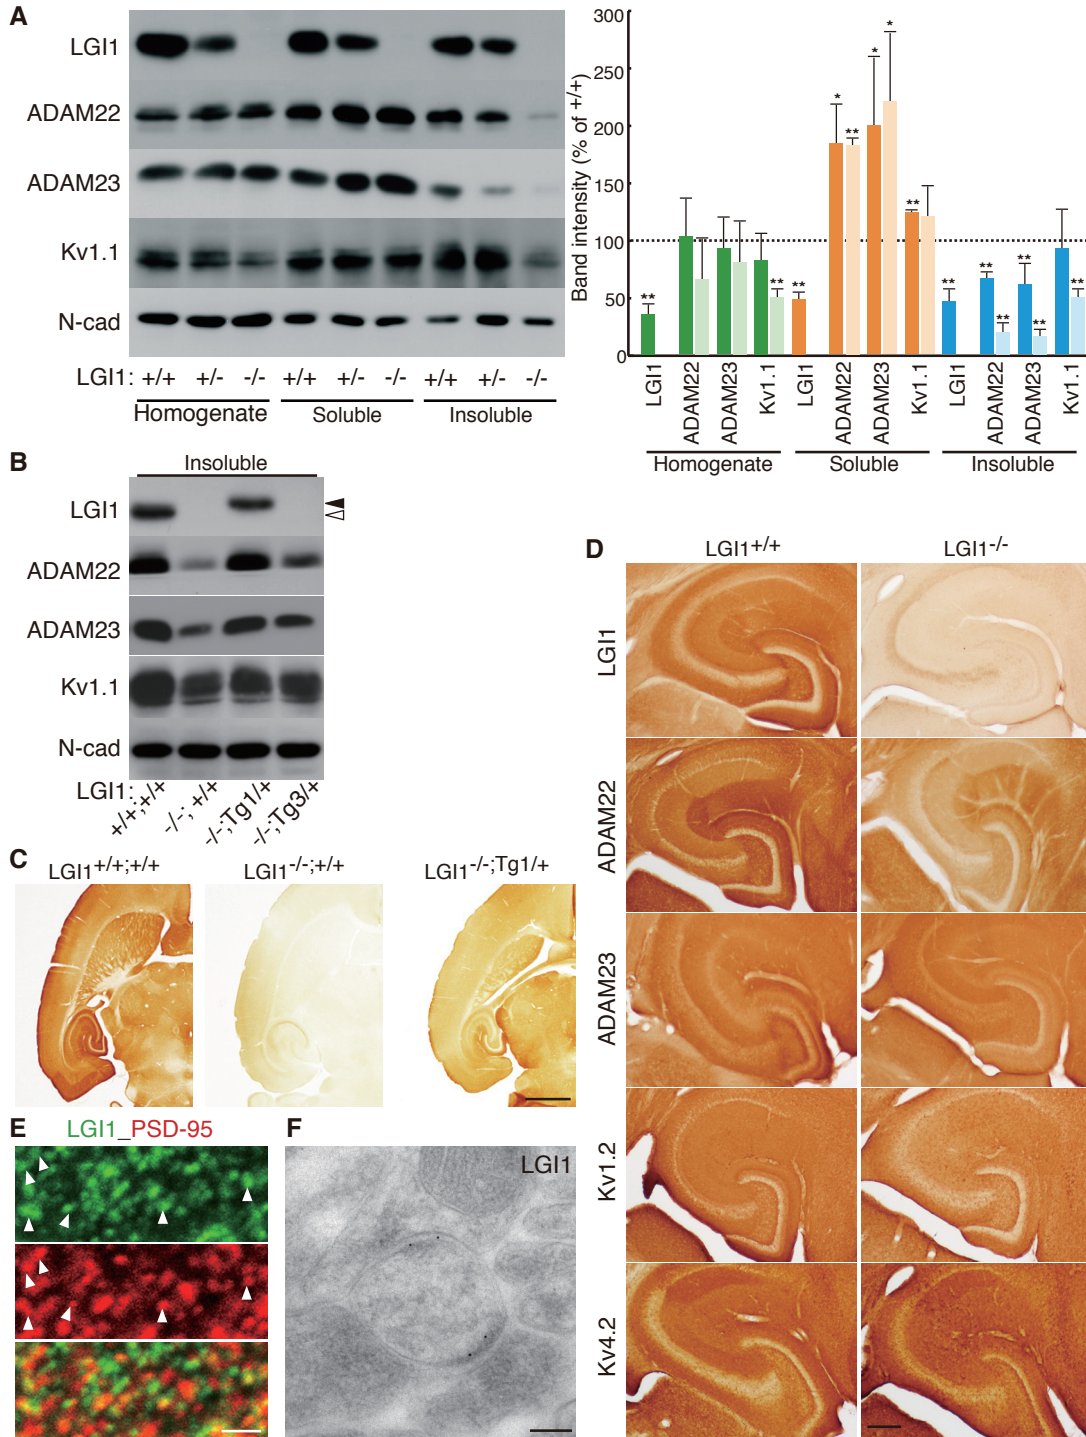 A
LGI1
ADAM22
ADAM23
Kv1.1
N-cad
LGI1: +/+ +/- -/- +/+ +/- -/- +/+ +/- -/-
Homogenate Soluble Insoluble
Band intensity (% of +/+)
300
250
200
150
100
50
0
** ** ** * ** * * ** ** ** ** ** ** **
LGI1 ADAM22 ADAM23 Kv1.1 LGI1 ADAM22 ADAM23 Kv1.1 LGI1 ADAM22 ADAM23 Kv1.1
Homogenate Soluble Insoluble
B
Insoluble
LGI1
ADAM22
ADAM23
Kv1.1
N-cad
LGI1: +/+;+/+ -/-; +/+ -/-;Tg1/+ -/-;Tg3/+
C
LGI1+/+;+/+ LGI1-/-;+/+ LGI1-/-;Tg1/+
D
LGI1+/+ LGI1-/-
LGI1
ADAM22
ADAM23
Kv1.2
Kv4.2
E
LGI1_PSD-95
F
LGI1